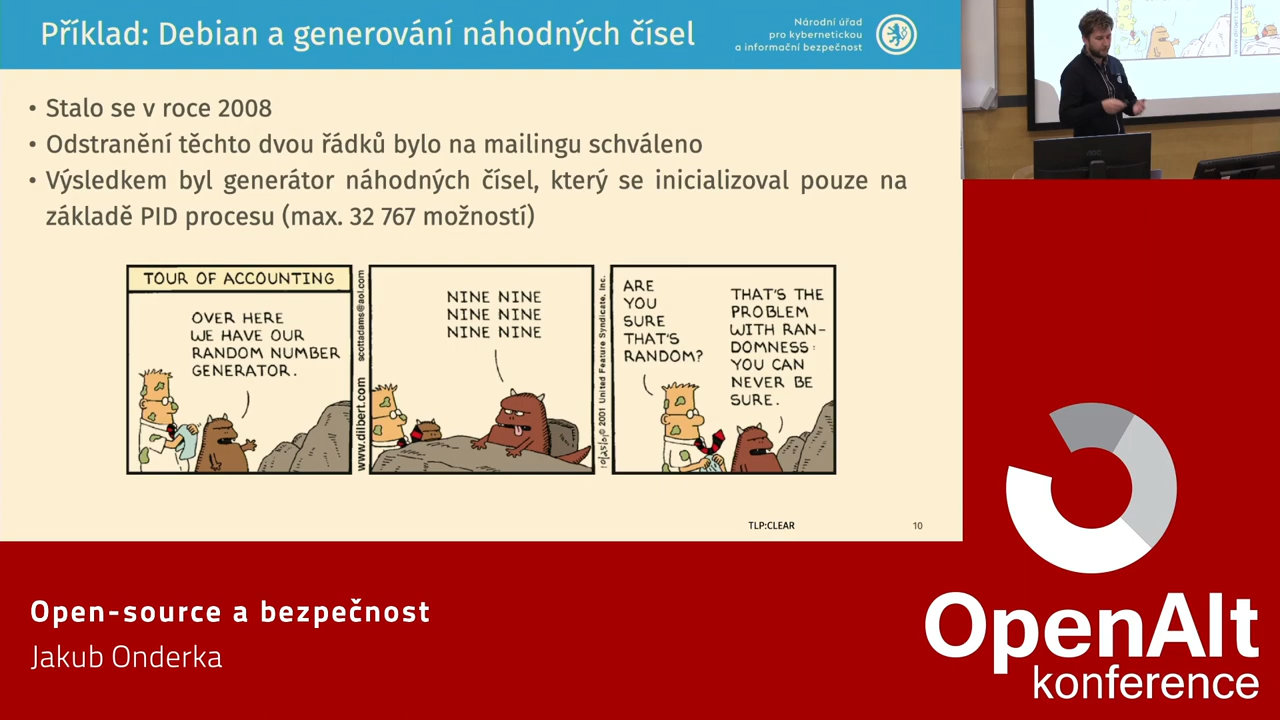 Příklad: Debian a generování náhodných čísel
Národní úřad
pro kybernetickou
a informační bezpečnost
• Stalo se v roce 2008
• Odstranění těchto dvou řádků bylo na mailingu schváleno
• Výsledkem byl generátor náhodných čísel, který se inicializoval pouze na
základě PID procesu (max. 32 767 možností)
TOUR OF ACCOUNTING
OVER HERE
WE HAVE OUR
RANDOM NUMBER
GENERATOR.
www.dilbert.com scottadams@aol.com
NINE NINE
NINE NINE
NINE NINE
10/25/01 © 2001 United Feature Syndicate, Inc.
ARE
YOU
SURE
THAT'S
RANDOM?
THAT'S THE
PROBLEM
WITH RAN-
DOMNESS:
YOU CAN
NEVER BE
SURE.
TLP:CLEAR
10
Open-source a bezpečnost
Jakub Onderka
OpenAlt
konference